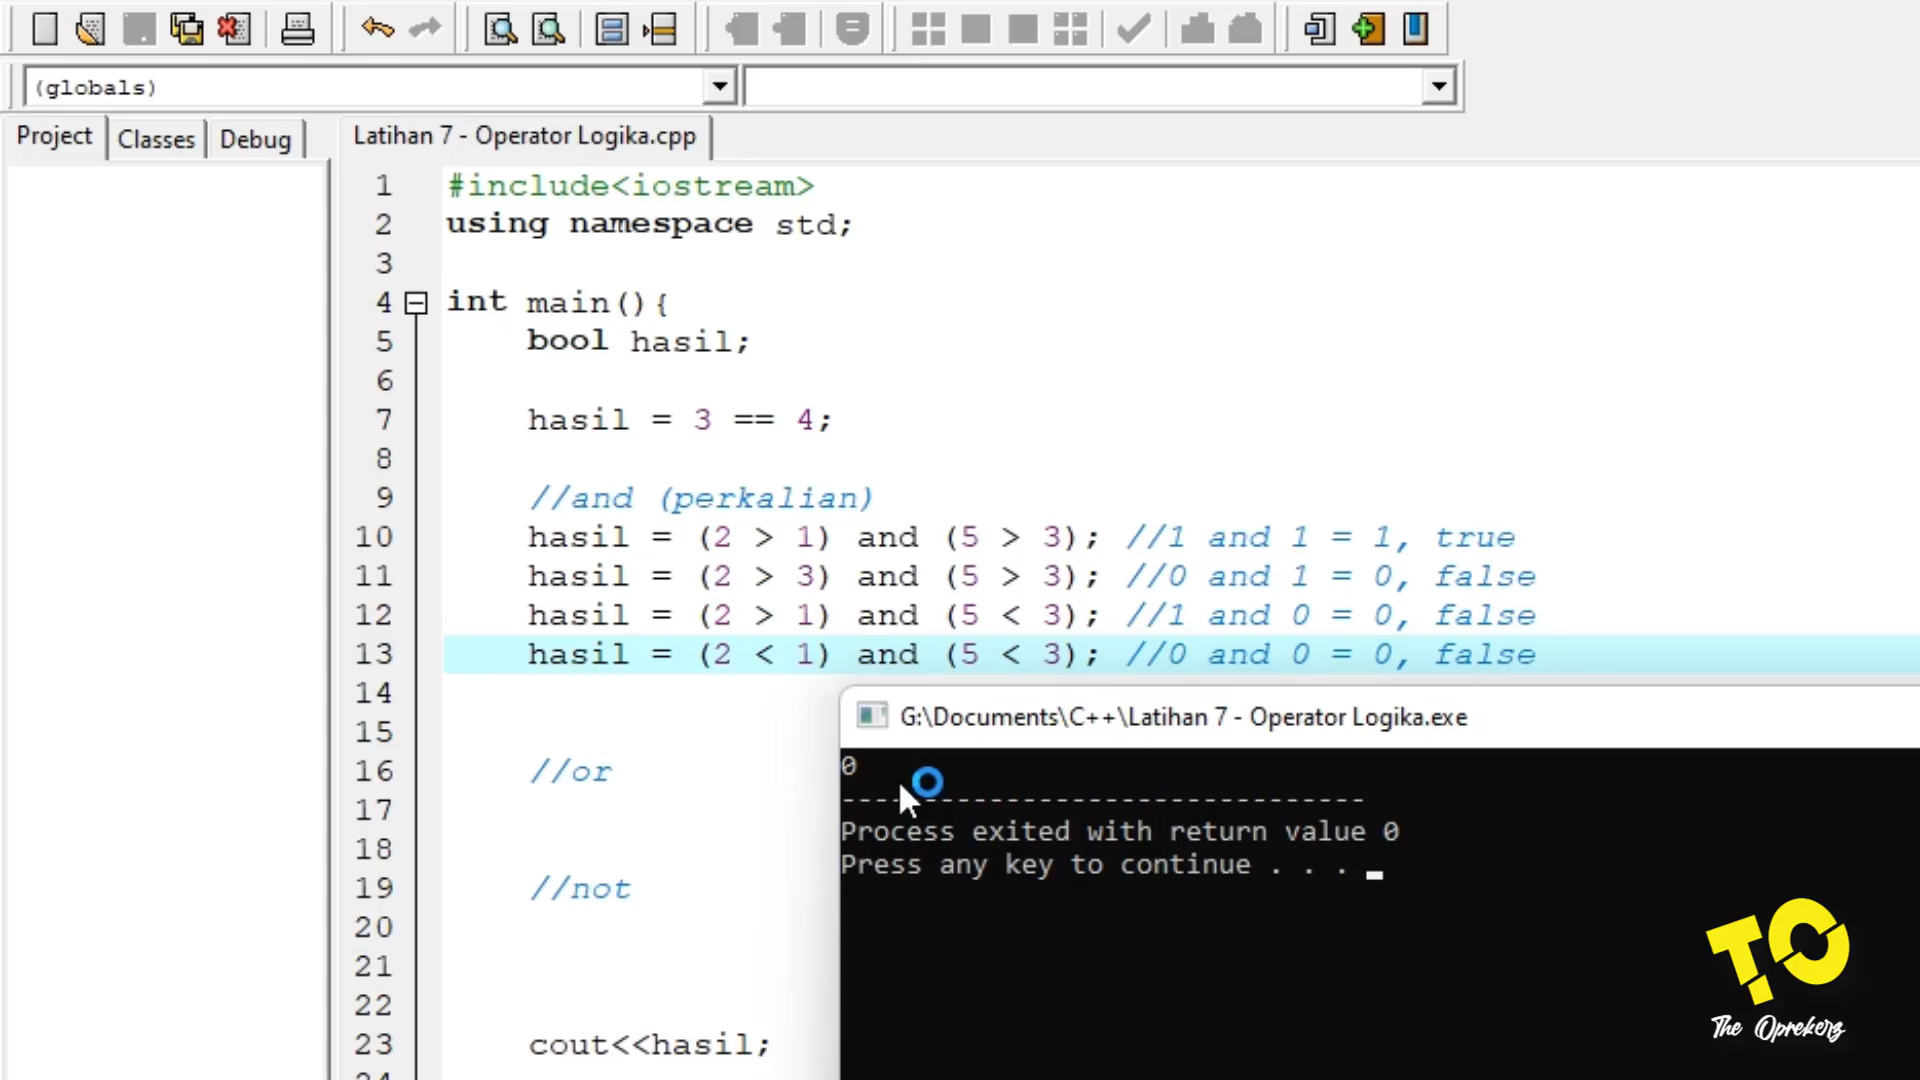 (globals)
Project Classes Debug Latihan 7 - Operator Logika.cpp
1 #include<iostream>
2 using namespace std;
3
4 int main(){
5 bool hasil;
6
7 hasil = 3 == 4;
8
9 //and (perkalian)
10 hasil = (2 > 1) and (5 > 3); //1 and 1 = 1, true
11 hasil = (2 > 3) and (5 > 3); //0 and 1 = 0, false
12 hasil = (2 > 1) and (5 < 3); //1 and 0 = 0, false
13 hasil = (2 < 1) and (5 < 3); //0 and 0 = 0, false
14
15
16 //or
17
18
19 //not
20
21
22
23 cout<<hasil;
24
G:\Documents\C++\Latihan 7 - Operator Logika.exe
0
--------------------------------
Process exited with return value 0
Press any key to continue . . .
TO
The Oprekerz